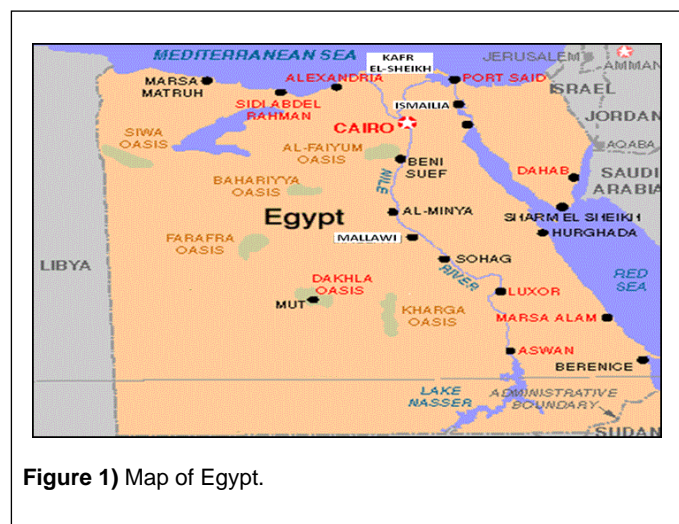 MEDITERRANEAN SEA
KAFR
EL-SHEIKH
JERUSALEM
AMMAN
MARSA
MATRUH
ALEXANDRIA
PORT SAID
ISRAEL
SIDI ABDEL
RAHMAN
ISMAILIA
JORDAN
CAIRO
SIWA
OASIS
AL-FAIYUM
OASIS
AQABA
BENI
SUEF
DAHAB
SAUDI
ARABIA
BAHARIYYA
OASIS
NILE
Egypt
AL-MINYA
SHARM EL SHEIKH
HURGHADA
MALLAWI
FARAFRA
OASIS
SOHAG
LIBYA
RIVER
RED
SEA
DAKHLA
OASIS
MUT
LUXOR
KHARGA
OASIS
MARSA ALAM
ASWAN
BERENICE
LAKE
NASSER
ADMINISTRATIVE
BOUNDARY
SUDAN
Figure 1) Map of Egypt.